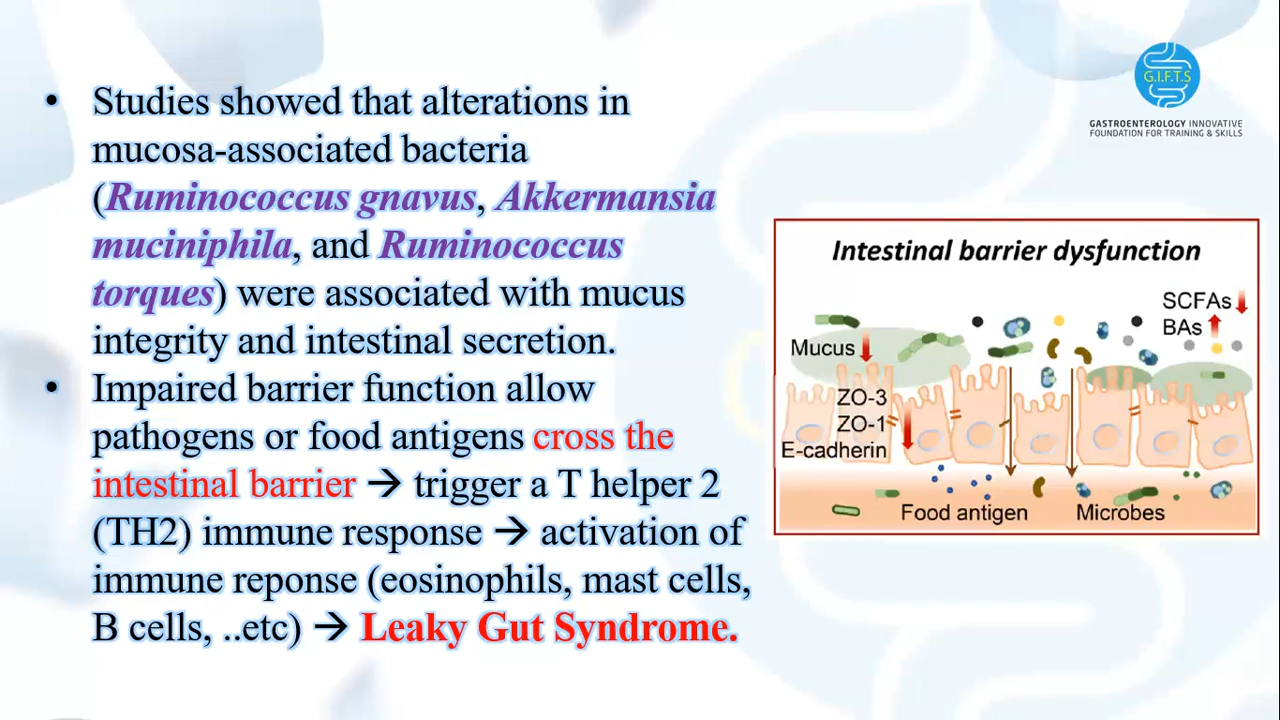 • Studies showed that alterations in
mucosa-associated bacteria
(Ruminococcus gnavus, Akkermansia
muciniphila, and Ruminococcus
torques) were associated with mucus
integrity and intestinal secretion.
• Impaired barrier function allow
pathogens or food antigens cross the
intestinal barrier → trigger a T helper 2
(TH2) immune response → activation of
immune reponse (eosinophils, mast cells,
B cells, ..etc) → Leaky Gut Syndrome.
G.I.F.T.S
GASTROENTEROLOGY INNOVATIVE
FOUNDATION FOR TRAINING & SKILLS
Intestinal barrier dysfunction
SCFAs
BAs
Mucus
ZO-3
ZO-1
E-cadherin
Food antigen
Microbes